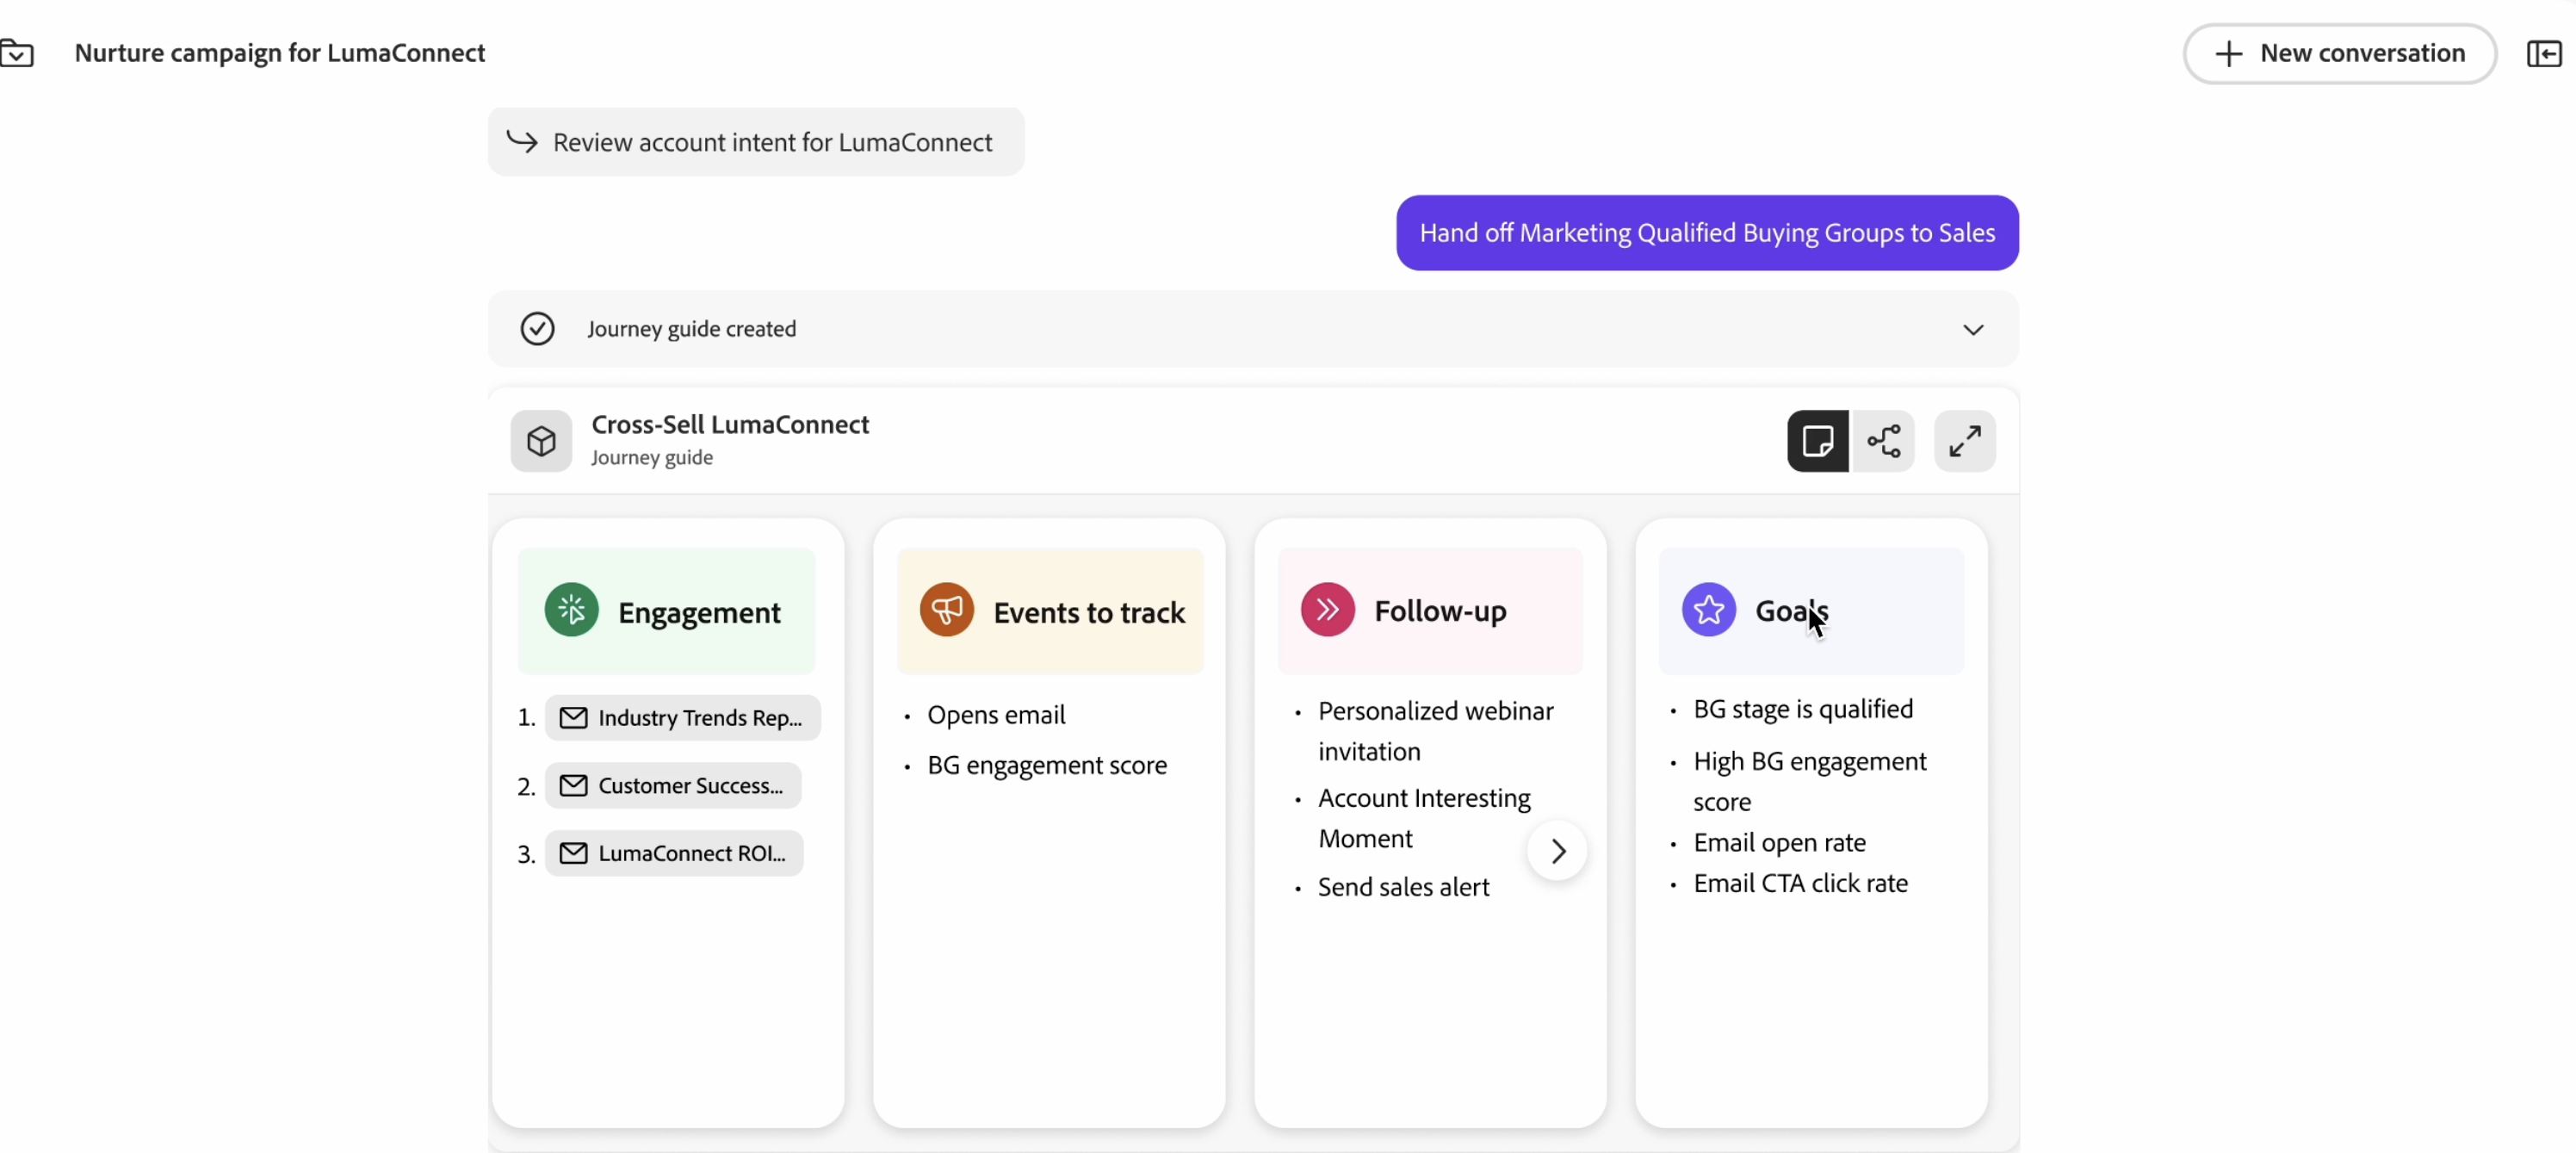 Nurture campaign for LumaConnect
New conversation
Review account intent for LumaConnect
Hand off Marketing Qualified Buying Groups to Sales
Journey guide created
Cross-Sell LumaConnect
Journey guide
Engagement
1. Industry Trends Rep...
2. Customer Success...
3. LumaConnect ROI...
Events to track
• Opens email
• BG engagement score
Follow-up
• Personalized webinar
invitation
• Account Interesting
Moment
• Send sales alert
Goals
• BG stage is qualified
• High BG engagement
score
• Email open rate
• Email CTA click rate